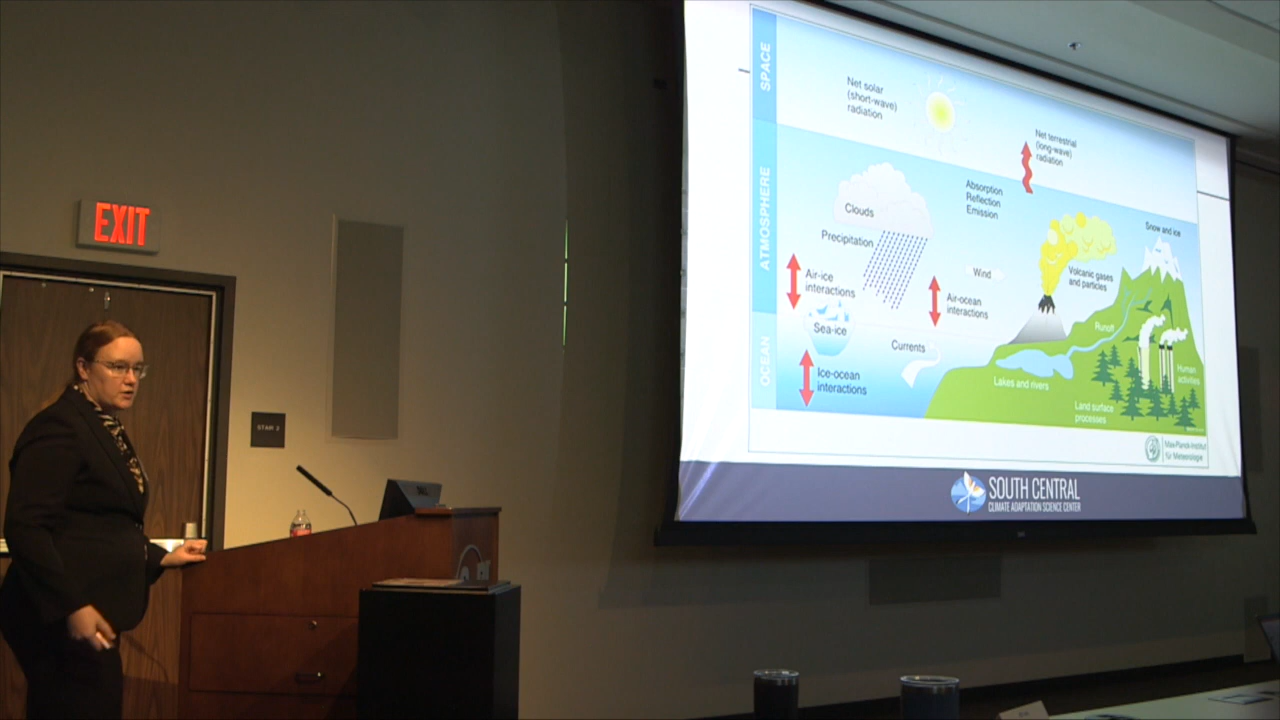 EXIT
STAIR 2
SPACE
ATMOSPHERE
OCEAN
Net solar
(short-wave)
radiation
Net terrestrial
(long-wave)
radiation
Absorption
Reflection
Emission
Clouds
Precipitation
Air-ice
interactions
Wind
Air-ocean
interactions
Volcanic gases
and particles
Snow and ice
Sea-ice
Currents
Ice-ocean
interactions
Runoff
Lakes and rivers
Human
activities
Land surface
processes
Max-Planck-Institut
für Meteorologie
SOUTH CENTRAL
CLIMATE ADAPTATION SCIENCE CENTER